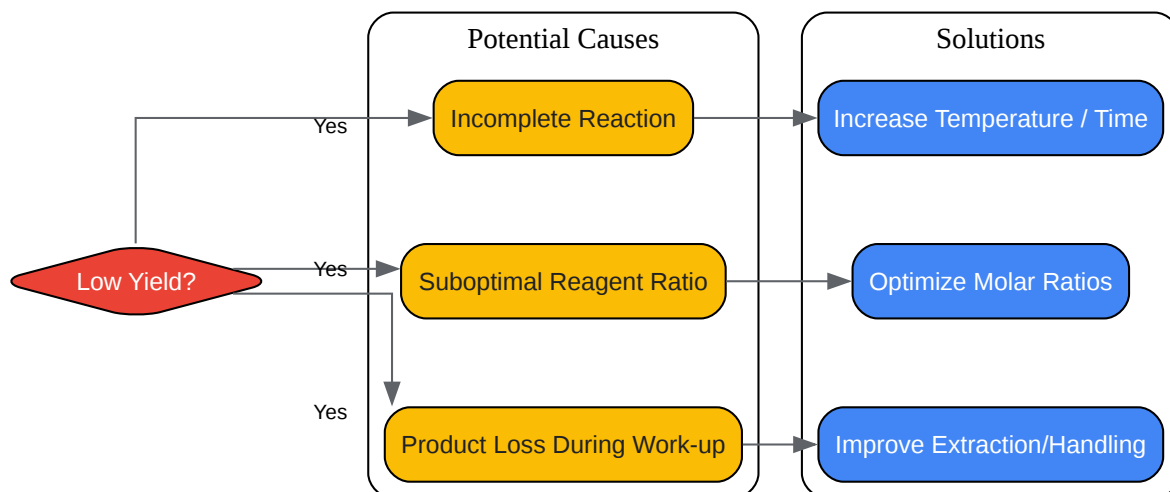 Potential Causes
Solutions
Yes
Incomplete Reaction
Increase Temperature / Time
Low Yield?
Yes
Suboptimal Reagent Ratio
Optimize Molar Ratios
Yes
Product Loss During Work-up
Improve Extraction/Handling